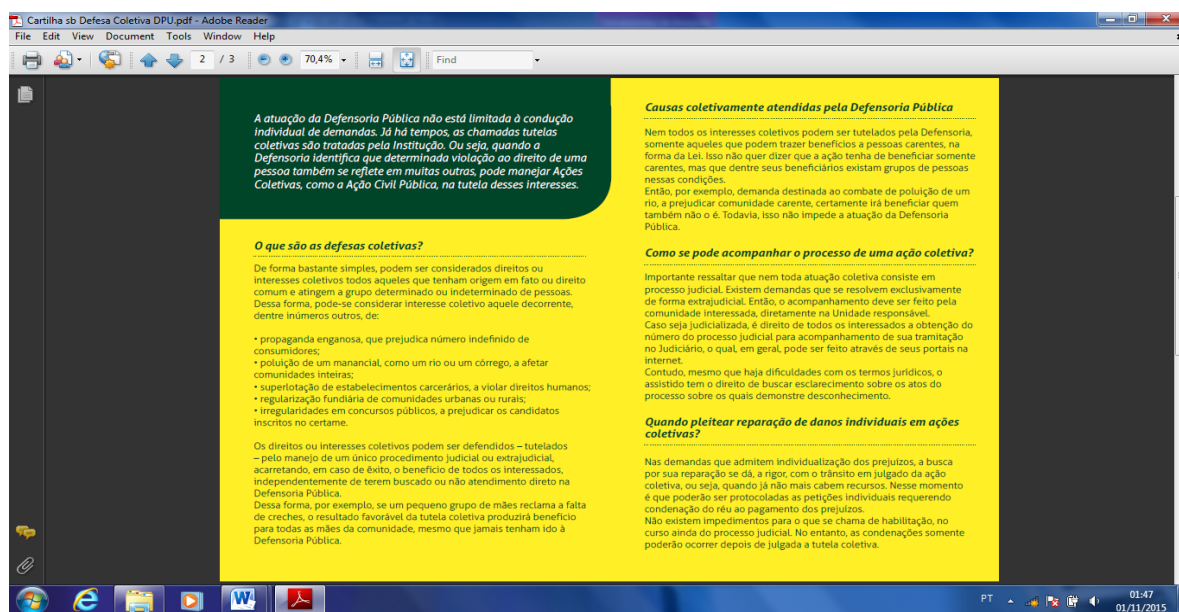 Cartilha sb Defesa Coletiva DPU.pdf - Adobe Reader
File Edit View Document Tools Window Help
2 / 3 70,4% Find
A atuação da Defensoria Pública não está limitada à condução
individual de demandas. Já há tempos, as chamadas tutelas
coletivas são tratadas pela Instituição. Ou seja, quando a
Defensoria identifica que determinada violação ao direito de uma
pessoa também se reflete em muitas outras, pode manejar Ações
Coletivas, como a Ação Civil Pública, na tutela desses interesses.
O que são as defesas coletivas?
De forma bastante simples, podem ser considerados direitos ou
interesses coletivos todos aqueles que tenham origem em fato ou direito
comum e atingem a grupo determinado ou indeterminado de pessoas.
Dessa forma, pode-se considerar interesse coletivo aquele decorrente,
dentre inúmeros outros, de:
• propaganda enganosa, que prejudica número indefinido de
consumidores;
• poluição de um manancial, como um rio ou um córrego, a afetar
comunidades inteiras;
• superlotação de estabelecimentos carcerários, a violar direitos humanos;
• regularização fundiária de comunidades urbanas ou rurais;
• irregularidades em concursos públicos, a prejudicar os candidatos
inscritos no certame.
Os direitos ou interesses coletivos podem ser defendidos – tutelados
– pelo manejo de um único procedimento judicial ou extrajudicial,
acarretando, em caso de êxito, o benefício de todos os interessados,
independentemente de terem buscado ou não atendimento direto na
Defensoria Pública.
Dessa forma, por exemplo, se um pequeno grupo de mães reclama a falta
de creches, o resultado favorável da tutela coletiva produzirá benefício
para todas as mães da comunidade, mesmo que jamais tenham ido à
Defensoria Pública.
Causas coletivamente atendidas pela Defensoria Pública
Nem todos os interesses coletivos podem ser tutelados pela Defensoria,
somente aqueles que podem trazer benefícios a pessoas carentes, na
forma da Lei. Isso não quer dizer que a ação tenha de beneficiar somente
carentes, mas que dentre seus beneficiários existam grupos de pessoas
nessas condições.
Então, por exemplo, demanda destinada ao combate de poluição de um
rio, a prejudicar comunidade carente, certamente irá beneficiar quem
também não o é. Todavia, isso não impede a atuação da Defensoria
Pública.
Como se pode acompanhar o processo de uma ação coletiva?
Importante ressaltar que nem toda atuação coletiva consiste em
processo judicial. Existem demandas que se resolvem exclusivamente
de forma extrajudicial. Então, o acompanhamento deve ser feito pela
comunidade interessada, diretamente na Unidade responsável.
Caso seja judicializada, é direito de todos os interessados a obtenção do
número do processo judicial para acompanhamento de sua tramitação
no Judiciário, o qual, em geral, pode ser feito através de seus portais na
internet.
Contudo, mesmo que haja dificuldades com os termos jurídicos, o
assistido tem o direito de buscar esclarecimento sobre os atos do
processo sobre os quais demonstre desconhecimento.
Quando pleitear reparação de danos individuais em ações
coletivas?
Nas demandas que admitem individualização dos prejuízos, a busca
por sua reparação se dá, a rigor, com o trânsito em julgado da ação
coletiva, ou seja, quando já não mais cabem recursos. Nesse momento
é que poderão ser protocoladas as petições individuais requerendo
condenação do réu ao pagamento dos prejuízos.
Não existem impedimentos para o que se chama de habilitação, no
curso ainda do processo judicial. No entanto, as condenações somente
poderão ocorrer depois de julgada a tutela coletiva.
PT 01:47
01/11/2015